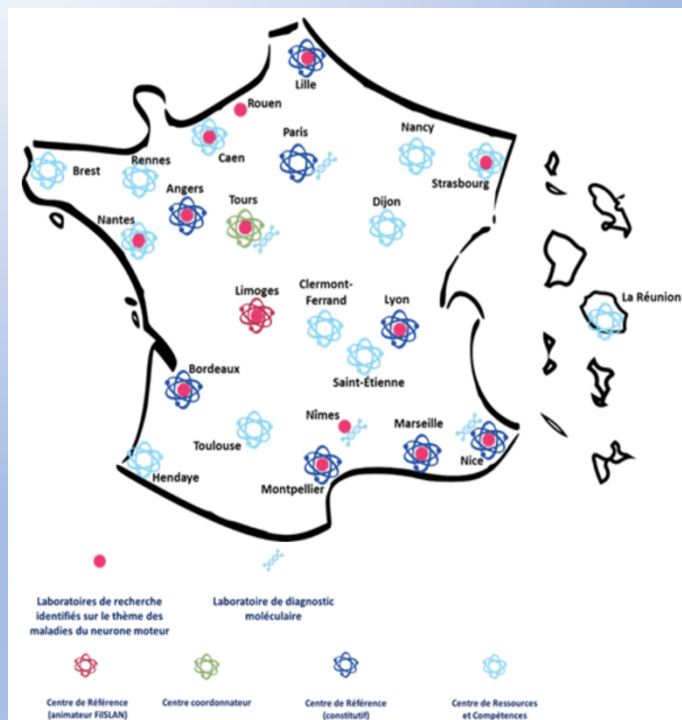 Lille
Rouen
Paris
Caen
Nancy
Strasbourg
Brest
Rennes
Angers
Tours
Dijon
Nantes
Limoges
Clermont-
Ferrand
Lyon
La Réunion
Saint-Étienne
Bordeaux
Nîmes
Marseille
Toulouse
Nice
Hendaye
Montpellier
Laboratoires de recherche
identifiés sur le thème des
maladies du neurone moteur
Laboratoire de diagnostic
moléculaire
Centre de Référence
(animateur FilSLAN)
Centre coordonnateur
Centre de Référence
(constitutif)
Centre de Ressources
et Compétences